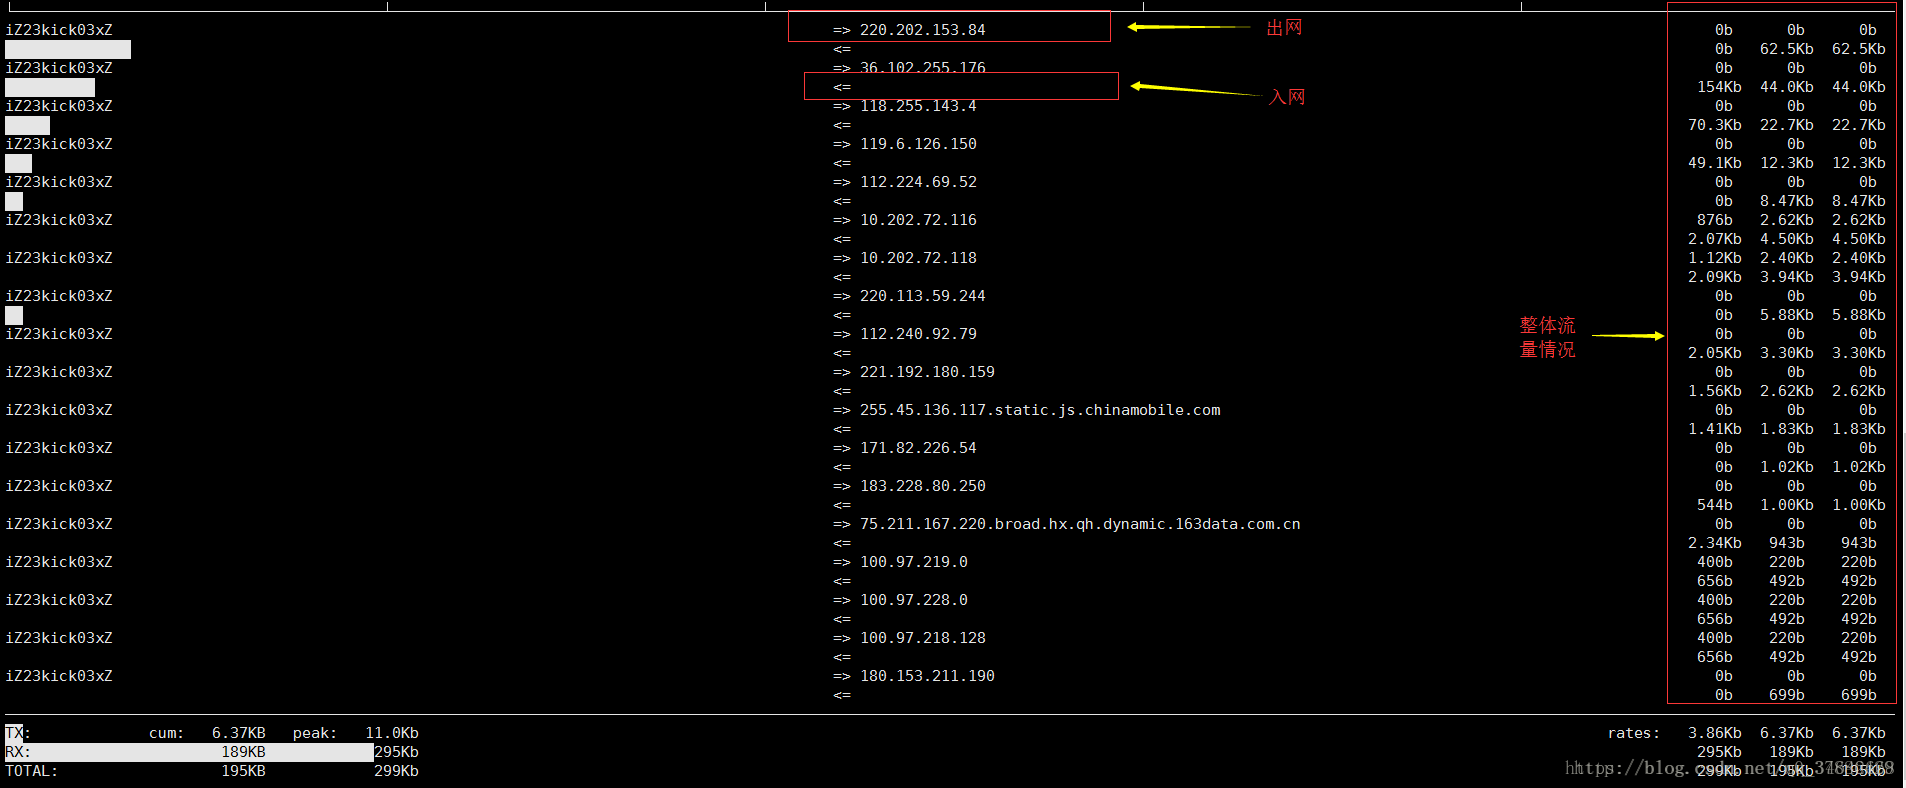 iZ23kick03xZ => 220.202.153.84 出网 0b 0b 0b
<= 0b 62.5Kb 62.5Kb
iZ23kick03xZ => 36.102.255.176 0b 0b 0b
<= 入网 154Kb 44.0Kb 44.0Kb
iZ23kick03xZ => 118.255.143.4 0b 0b 0b
<= 70.3Kb 22.7Kb 22.7Kb
iZ23kick03xZ => 119.6.126.150 0b 0b 0b
<= 49.1Kb 12.3Kb 12.3Kb
iZ23kick03xZ => 112.224.69.52 0b 0b 0b
<= 0b 8.47Kb 8.47Kb
iZ23kick03xZ => 10.202.72.116 876b 2.62Kb 2.62Kb
<= 2.07Kb 4.50Kb 4.50Kb
iZ23kick03xZ => 10.202.72.118 1.12Kb 2.40Kb 2.40Kb
<= 2.09Kb 3.94Kb 3.94Kb
iZ23kick03xZ => 220.113.59.244 0b 0b 0b
<= 0b 5.88Kb 5.88Kb
整体流
量情况
iZ23kick03xZ => 112.240.92.79 0b 0b 0b
<= 2.05Kb 3.30Kb 3.30Kb
iZ23kick03xZ => 221.192.180.159 0b 0b 0b
<= 1.56Kb 2.62Kb 2.62Kb
iZ23kick03xZ => 255.45.136.117.static.js.chinamobile.com 0b 0b 0b
<= 1.41Kb 1.83Kb 1.83Kb
iZ23kick03xZ => 171.82.226.54 0b 0b 0b
<= 0b 1.02Kb 1.02Kb
iZ23kick03xZ => 183.228.80.250 0b 0b 0b
<= 544b 1.00Kb 1.00Kb
iZ23kick03xZ => 75.211.167.220.broad.hx.qh.dynamic.163data.com.cn 0b 0b 0b
<= 2.34Kb 943b 943b
iZ23kick03xZ => 100.97.219.0 400b 220b 220b
<= 656b 492b 492b
iZ23kick03xZ => 100.97.228.0 400b 220b 220b
<= 656b 492b 492b
iZ23kick03xZ => 100.97.218.128 400b 220b 220b
<= 656b 492b 492b
iZ23kick03xZ => 180.153.211.190 0b 0b 0b
<= 0b 699b 699b
TX: cum: 6.37KB peak: 11.0Kb rates: 3.86Kb 6.37Kb 6.37Kb
RX: 189KB 295Kb 295Kb 189Kb 189Kb
TOTAL: 195KB 299Kb 299Kb 195Kb 195Kb